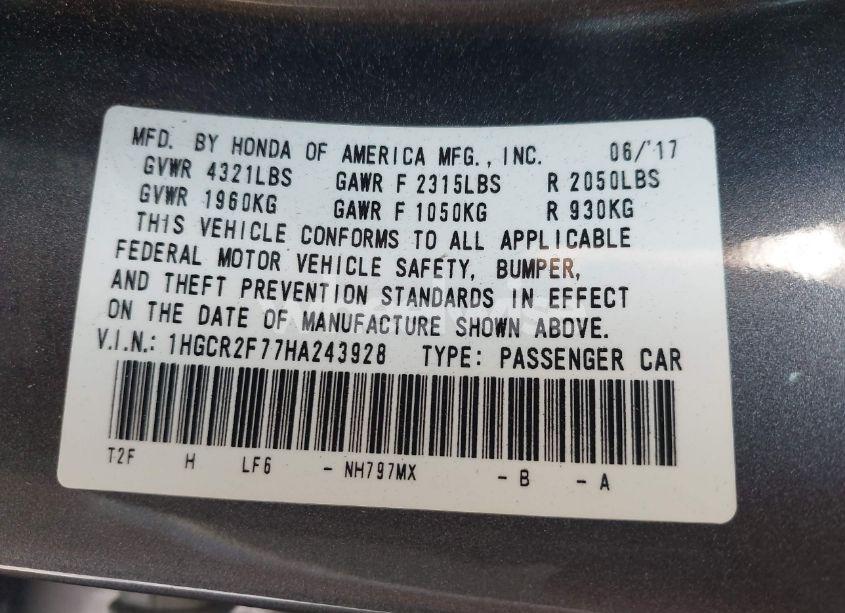 MFD. BY HONDA OF AMERICA MFG., INC. 06/'17
GVWR 4321LBS GAWR F 2315LBS R 2050LBS
GVWR 1960KG GAWR F 1050KG R 930KG
THIS VEHICLE CONFORMS TO ALL APPLICABLE
FEDERAL MOTOR VEHICLE SAFETY, BUMPER,
AND THEFT PREVENTION STANDARDS IN EFFECT
ON THE DATE OF MANUFACTURE SHOWN ABOVE.
V.I.N.: 1HGCR2F77HA243928 TYPE: PASSENGER CAR
T2F H LF6 - NH797MX - B - A